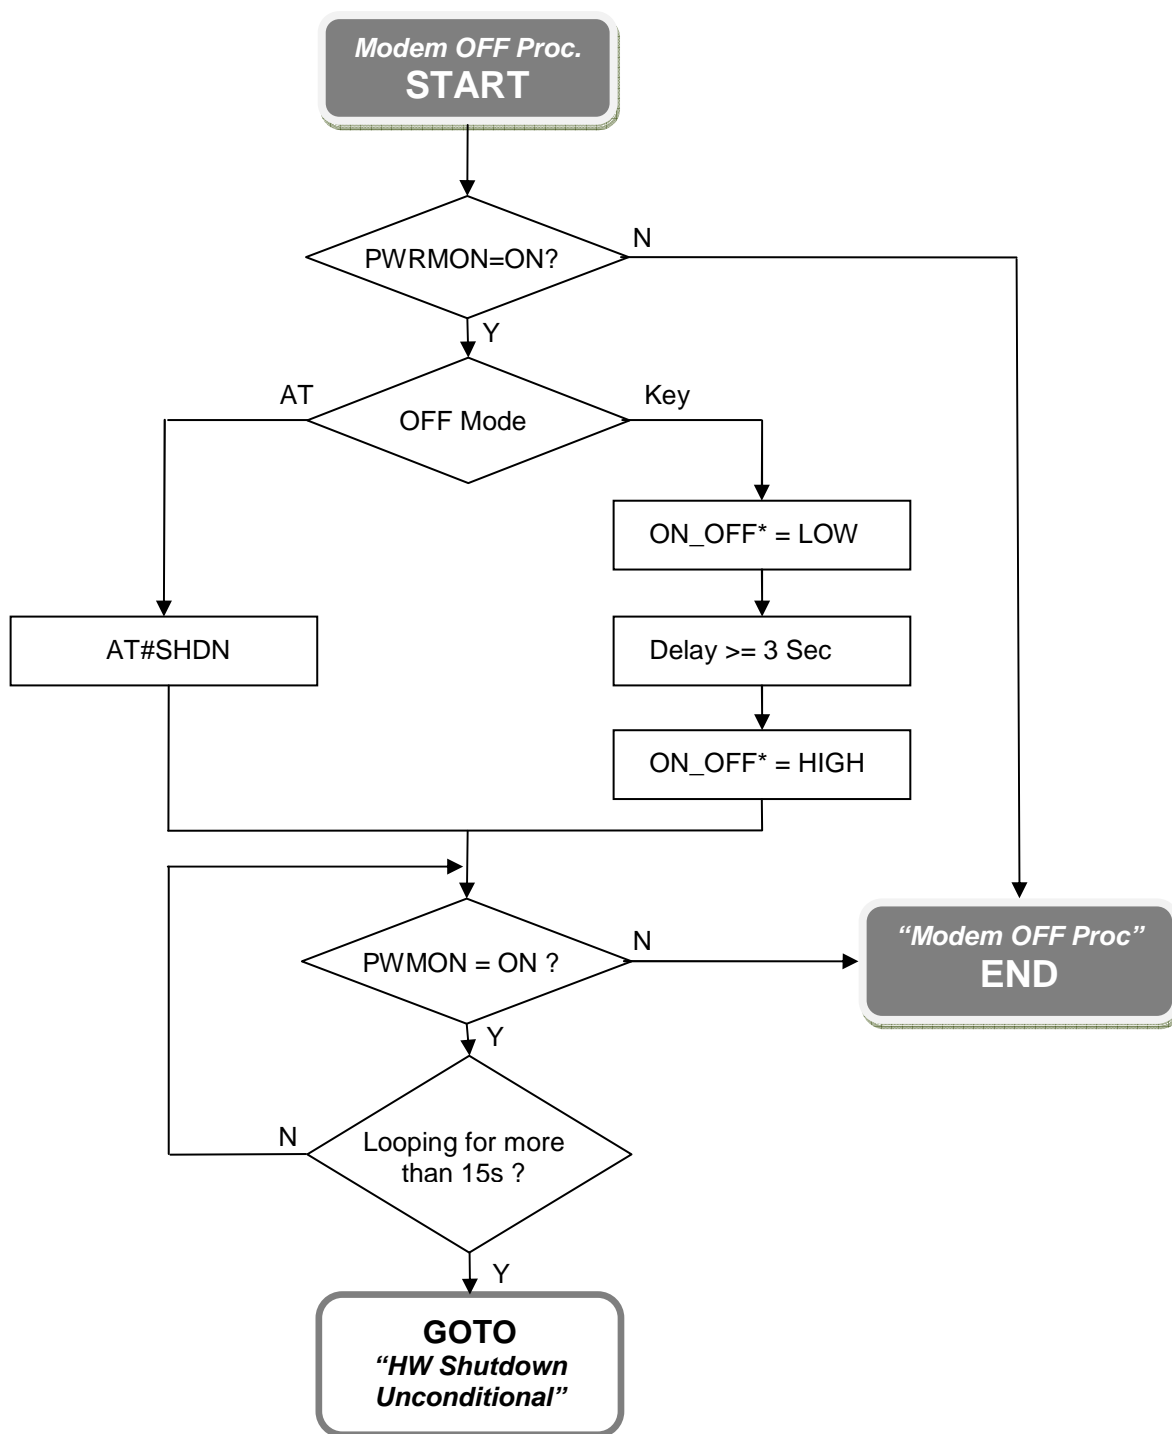 Modem OFF Proc.
START
PWRMON=ON?
N
Y
AT
OFF Mode
Key
ON_OFF* = LOW
AT#SHDN
Delay >= 3 Sec
ON_OFF* = HIGH
PWMON = ON ?
N
“Modem OFF Proc”
END
Y
N
Looping for more
than 15s ?
Y
GOTO
“HW Shutdown
Unconditional”